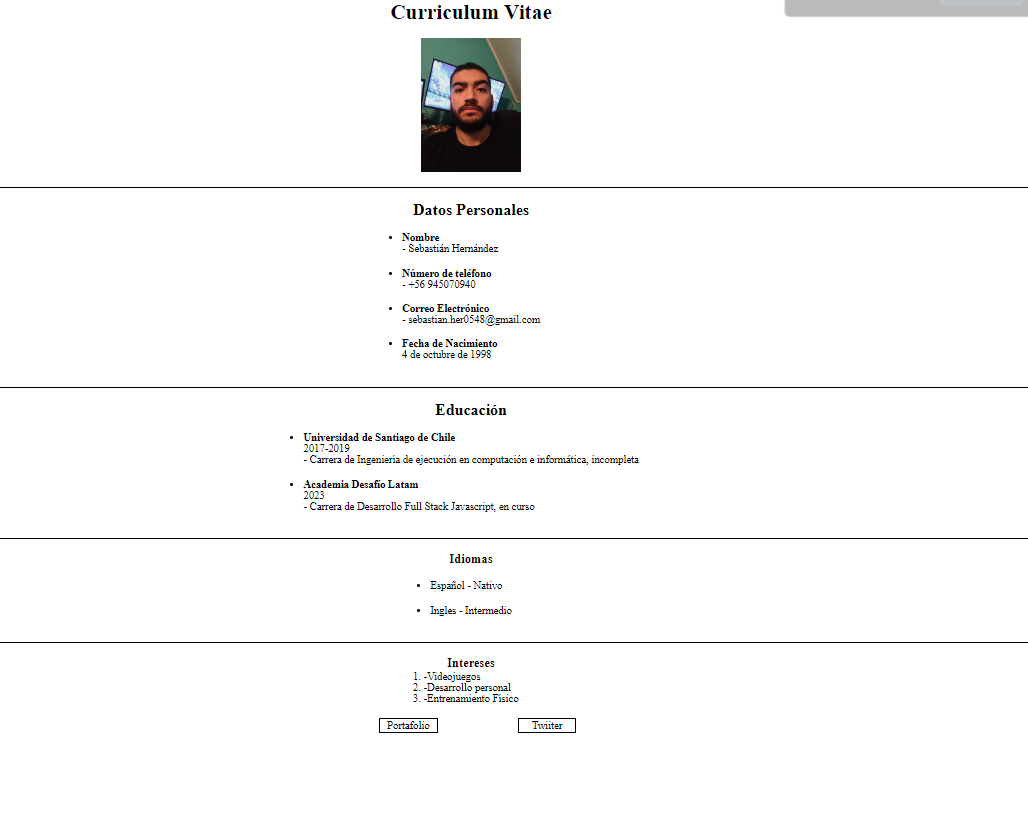 Curriculum Vitae
Datos Personales
• Nombre
- Sebastián Hernández
• Número de teléfono
- +56 945070940
• Correo Electrónico
- sebastian.her0548@gmail.com
• Fecha de Nacimiento
4 de octubre de 1998
Educación
• Universidad de Santiago de Chile
2017-2019
- Carrera de Ingeniería de ejecución en computación e informática, incompleta
• Academia Desafío Latam
2023
- Carrera de Desarrollo Full Stack Javascript, en curso
Idiomas
• Español - Nativo
• Ingles - Intermedio
Intereses
1. -Videojuegos
2. -Desarrollo personal
3. -Entrenamiento Fisico
Portafolio Twiiter